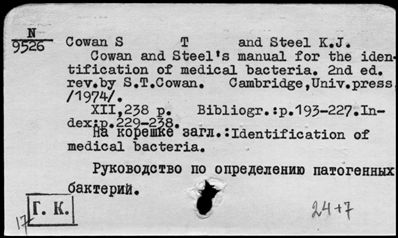 N
9526
Cowan S T and Steel K.J.
Cowan and Steel's manual for the iden-
tification of medical bacteria. 2nd ed.
rev.by S.T.Cowan. Cambridge,Univ.press
/1974/.
XII,238 p. Bibliogr.:p.193-227.In-
dex:p.229-238.
На корешке загл.:Identification of
medical bacteria.
Руководство по определению патогенных
бактерий.
Г. К.
17
24+7